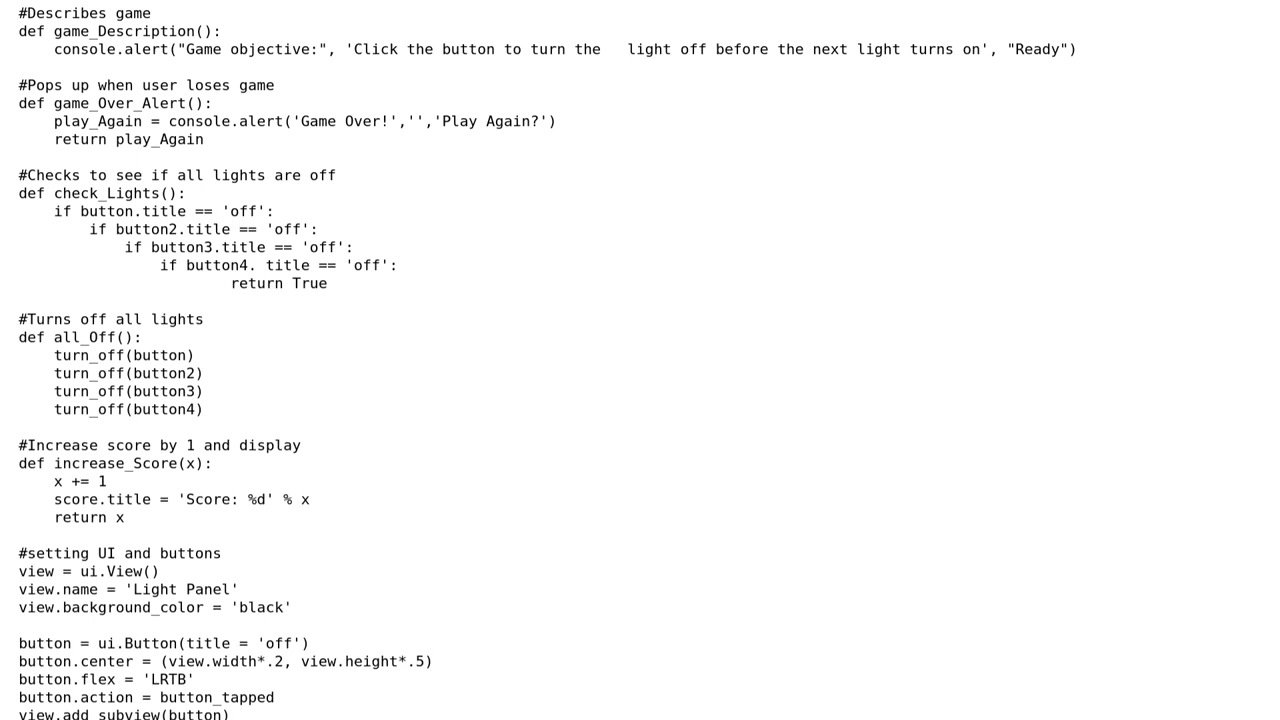 #Describes game
def game_Description():
    console.alert("Game objective:", 'Click the button to turn the   light off before the next light turns on', "Ready")

#Pops up when user loses game
def game_Over_Alert():
    play_Again = console.alert('Game Over!','','Play Again?')
    return play_Again

#Checks to see if all lights are off
def check_Lights():
    if button.title == 'off':
        if button2.title == 'off':
            if button3.title == 'off':
                if button4. title == 'off':
                        return True

#Turns off all lights
def all_Off():
    turn_off(button)
    turn_off(button2)
    turn_off(button3)
    turn_off(button4)

#Increase score by 1 and display
def increase_Score(x):
    x += 1
    score.title = 'Score: %d' % x
    return x

#setting UI and buttons
view = ui.View()
view.name = 'Light Panel'
view.background_color = 'black'

button = ui.Button(title = 'off')
button.center = (view.width*.2, view.height*.5)
button.flex = 'LRTB'
button.action = button_tapped
view.add_subview(button)